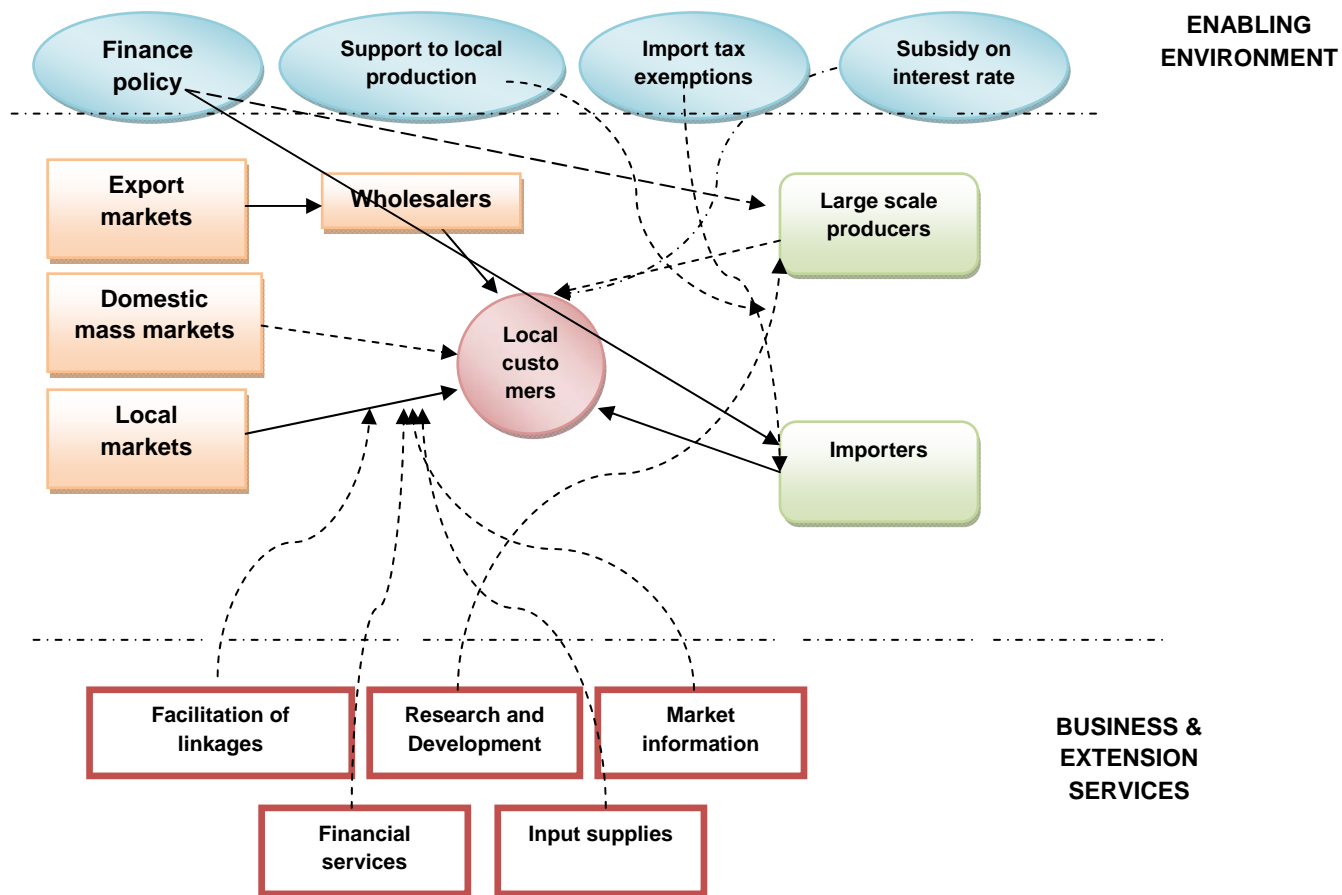 ENABLING
ENVIRONMENT
Finance
policy
Support to local
production
Import tax
exemptions
Subsidy on
interest rate
Export
markets
Wholesalers
Large scale
producers
Domestic
mass markets
Local
custo
mers
Local
markets
Importers
Facilitation of
linkages
Research and
Development
Market
information
BUSINESS &
EXTENSION
SERVICES
Financial
services
Input supplies